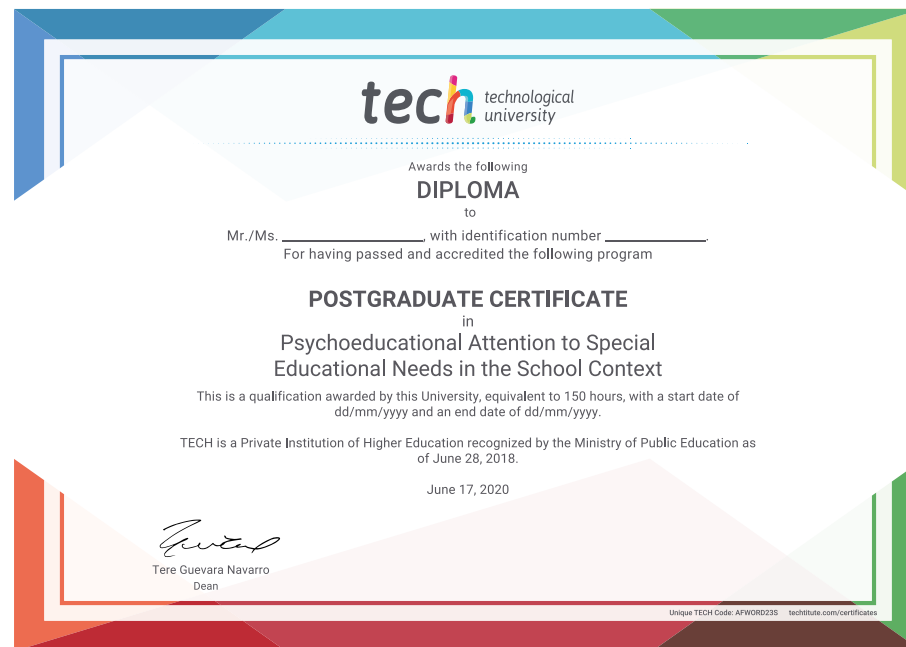 tech technological
university
Awards the following
DIPLOMA
to
Mr./Ms. ________________, with identification number ____________.
For having passed and accredited the following program
POSTGRADUATE CERTIFICATE
in
Psychoeducational Attention to Special
Educational Needs in the School Context
This is a qualification awarded by this University, equivalent to 150 hours, with a start date of
dd/mm/yyyy and an end date of dd/mm/yyyy.
TECH is a Private Institution of Higher Education recognized by the Ministry of Public Education as
of June 28, 2018.
June 17, 2020
Tere Guevara Navarro
Dean
Unique TECH Code: AFWORD23S techtitute.com/certificates